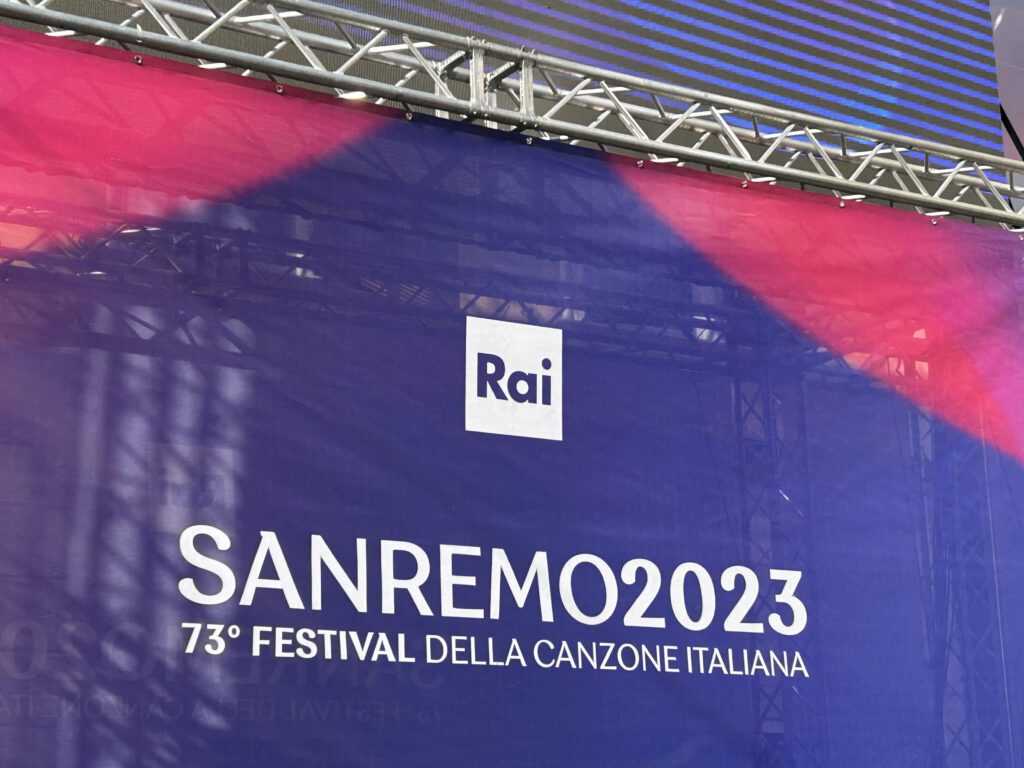 Rai
SANREMO2023
73° FESTIVAL DELLA CANZONE ITALIANA